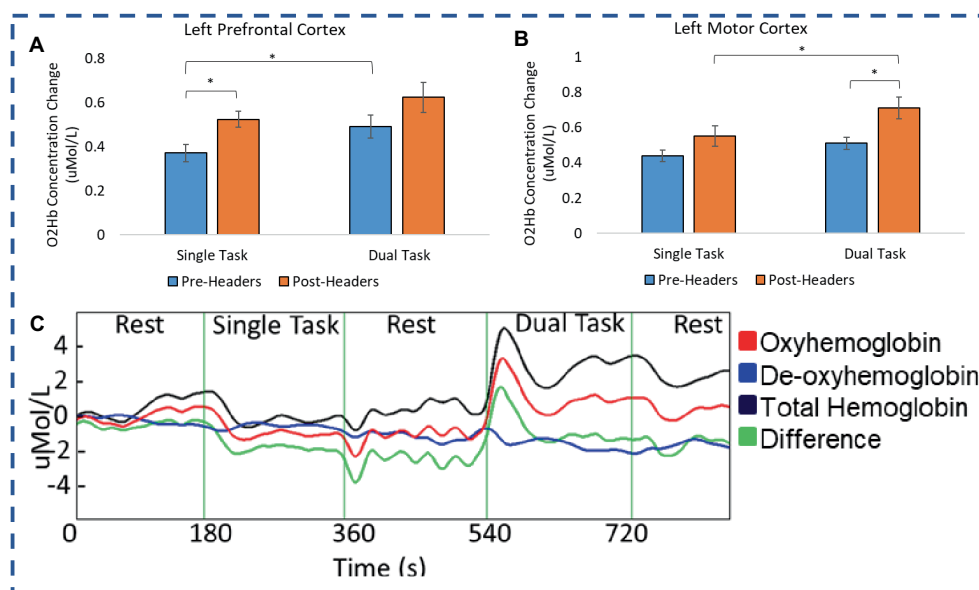 A
Left Prefrontal Cortex
O2Hb Concentration Change
(uMol/L)
0.8
0.6
0.4
0.2
0
*
*
Single Task
Dual Task
Pre-Headers
Post-Headers
B
Left Motor Cortex
O2Hb Concentration Change
(uMol/L)
1
0.8
0.6
0.4
0.2
0
*
*
Single Task
Dual Task
Pre-Headers
Post-Headers
C
Rest
Single Task
Rest
Dual Task
Rest
uMol/L
4
2
0
-2
-4
0
180
360
540
720
Time (s)
Oxyhemoglobin
De-oxyhemoglobin
Total Hemoglobin
Difference